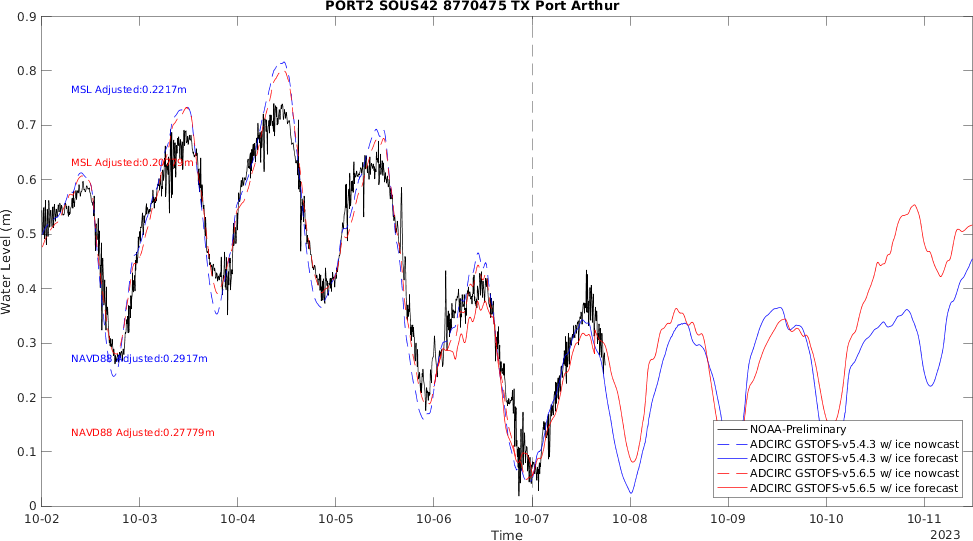 PORT2 SOUS42 8770475 TX Port Arthur
0.9
0.8
0.7
0.6
0.5
0.4
0.3
0.2
0.1
0
Water Level (m)
MSL Adjusted:0.2217m
MSL Adjusted:
NAVD88 Adjusted:0.2917m
NAVD88 Adjusted:0.27779m
NOAA-Preliminary
ADCIRC GSTOFS-v5.4.3 w/ ice nowcast
ADCIRC GSTOFS-v5.4.3 w/ ice forecast
ADCIRC GSTOFS-v5.6.5 w/ ice nowcast
ADCIRC GSTOFS-v5.6.5 w/ ice forecast
10-02 10-03 10-04 10-05 10-06 10-07 10-08 10-09 10-10 10-11
Time
2023